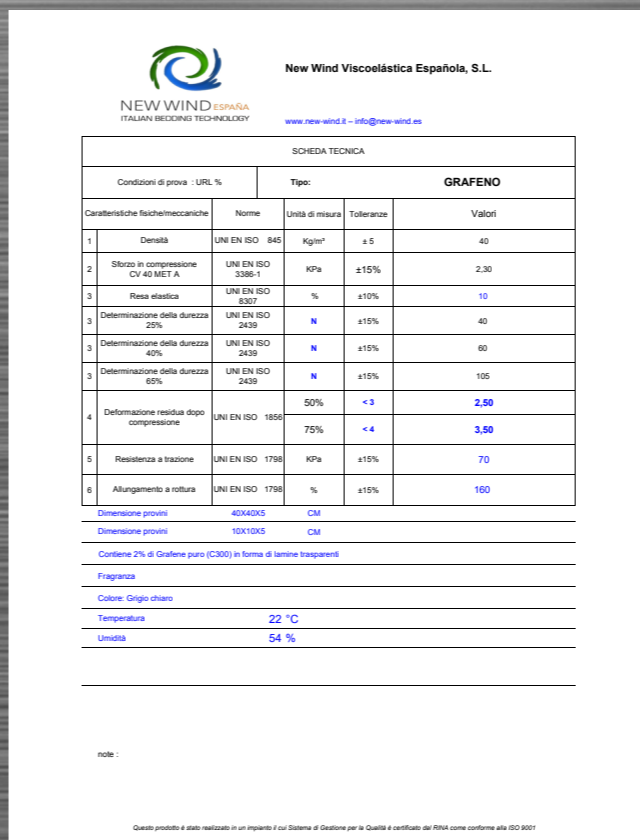 New Wind Viscoelástica Española, S.L.
NEW WIND ESPAÑA
ITALIAN BEDDING TECHNOLOGY
www.new-wind.it – info@new-wind.es
SCHEDA TECNICA
Condizioni di prova : URL % Tipo: GRAFENO
Caratteristiche fisiche/meccaniche Norme Unità di misura Tolleranze Valori
1 Densità UNI EN ISO 845 Kg/m³ ± 5 40
2 Sforzo in compressione CV 40 MET A UNI EN ISO 3386-1 KPa ±15% 2,30
3 Resa elastica UNI EN ISO 8307 % ±10% 10
3 Determinazione della durezza 25% UNI EN ISO 2439 N ±15% 40
3 Determinazione della durezza 40% UNI EN ISO 2439 N ±15% 60
3 Determinazione della durezza 65% UNI EN ISO 2439 N ±15% 105
4 Deformazione residua dopo compressione UNI EN ISO 1856 50% < 3 2,50
75% < 4 3,50
5 Resistenza a trazione UNI EN ISO 1798 KPa ±15% 70
6 Allungamento a rottura UNI EN ISO 1798 % ±15% 160
Dimensione provini 40X40X5 CM
Dimensione provini 10X10X5 CM
Contiene 2% di Grafene puro (C300) in forma di lamine trasparenti
Fragranza
Colore: Grigio chiaro
Temperatura 22 °C
Umidità 54 %
note :
Questo prodotto è stato realizzato in un impianto il cui Sistema di Gestione per la Qualità è certificato dal RINA come conforme alla ISO 9001